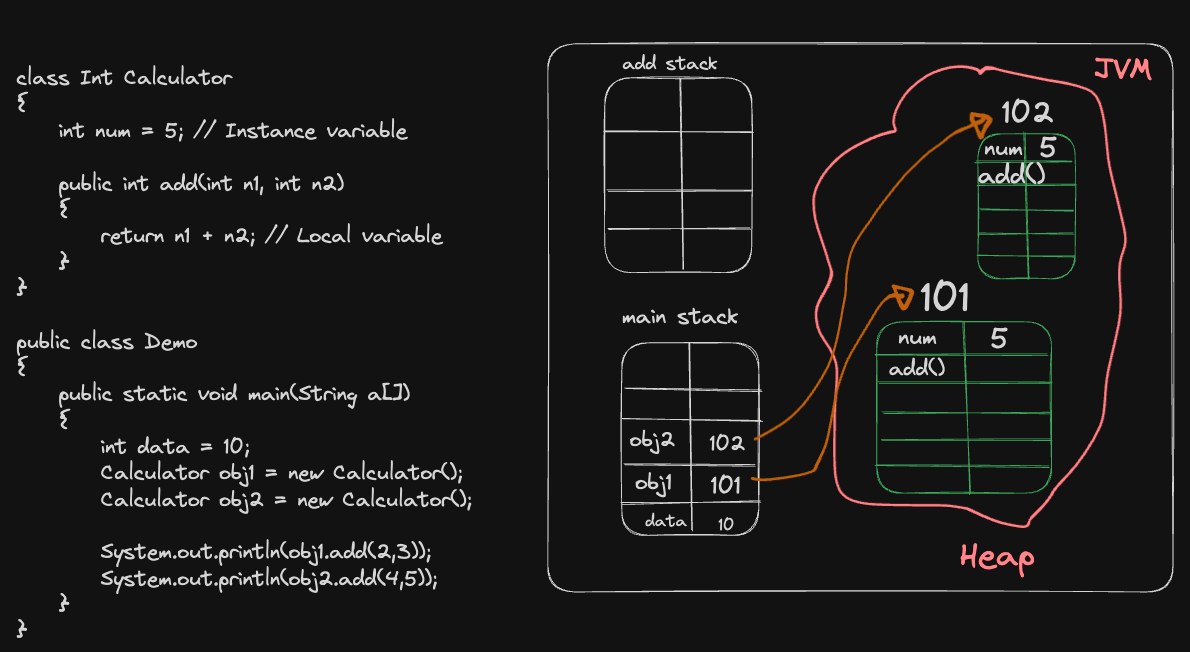 class Int Calculator
{
int num = 5; // Instance variable
public int add(int n1, int n2)
{
return n1 + n2; // Local variable
}
}
public class Demo
{
public static void main(String a[])
{
int data = 10;
Calculator obj1 = new Calculator();
Calculator obj2 = new Calculator();
System.out.println(obj1.add(2,3));
System.out.println(obj2.add(4,5));
}
}
add stack
JVM
102
num 5
add()
101
num 5
add()
main stack
obj2 102
obj1 101
data 10
Heap